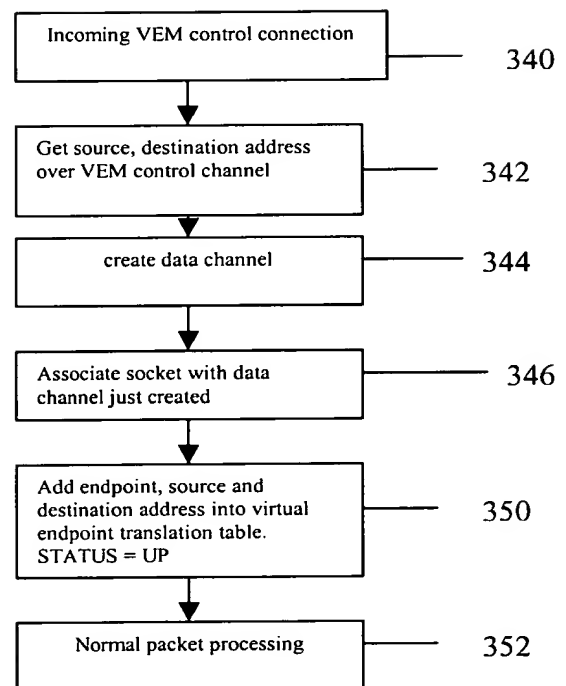 Incoming VEM control connection
340
Get source, destination address
over VEM control channel
342
create data channel
344
Associate socket with data
channel just created
346
Add endpoint, source and
destination address into virtual
endpoint translation table.
STATUS = UP
350
Normal packet processing
352